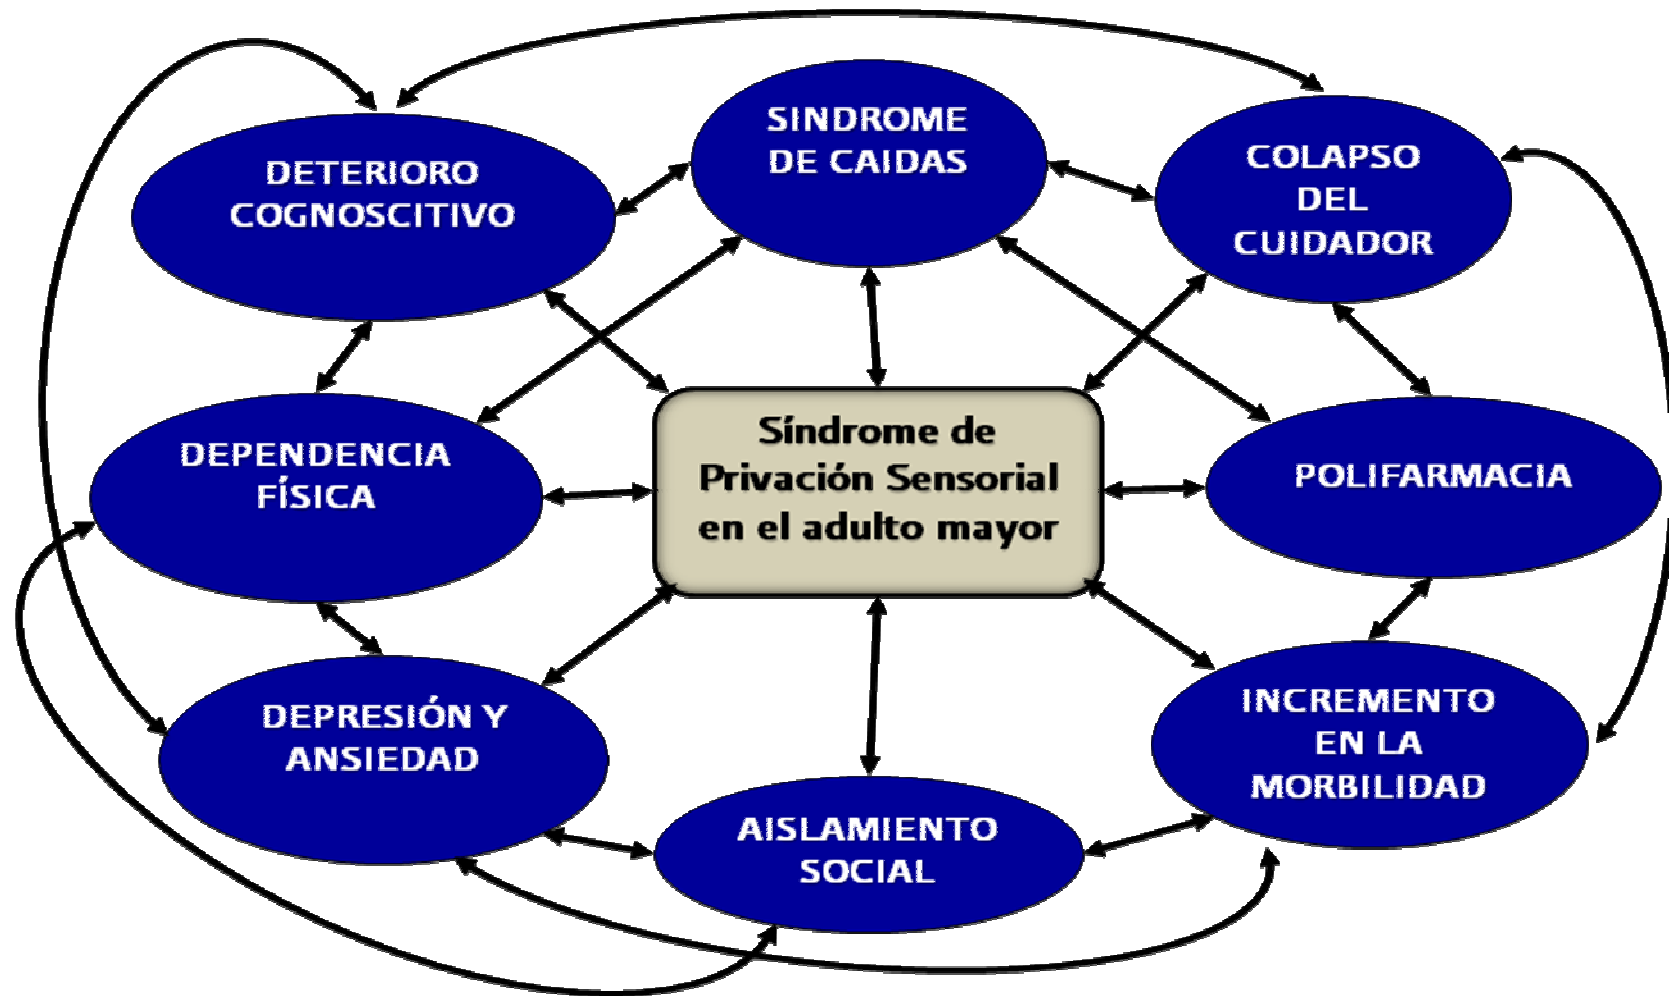 SINDROME
DE CAIDAS
DETERIORO
COGNOSCITIVO
COLAPSO
DEL
CUIDADOR
Síndrome de
Privación Sensorial
en el adulto mayor
DEPENDENCIA
FÍSICA
POLIFARMACIA
DEPRESIÓN Y
ANSIEDAD
INCREMENTO
EN LA
MORBILIDAD
AISLAMIENTO
SOCIAL